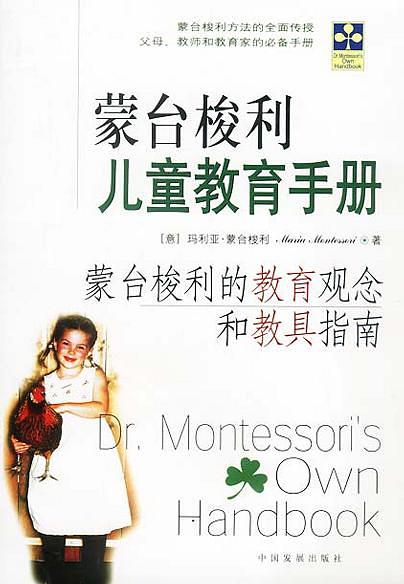 蒙台梭利方法的全面传授
父母、教师和教育家的必备手册
Dr Montessori's
Own
Handbook
蒙台梭利
儿童教育手册
[意] 玛利亚·蒙台梭利 Maria Montessori 著
蒙台梭利的教育观念
和教具指南
Dr. Montessori's
Own
Handbook
中国发展出版社